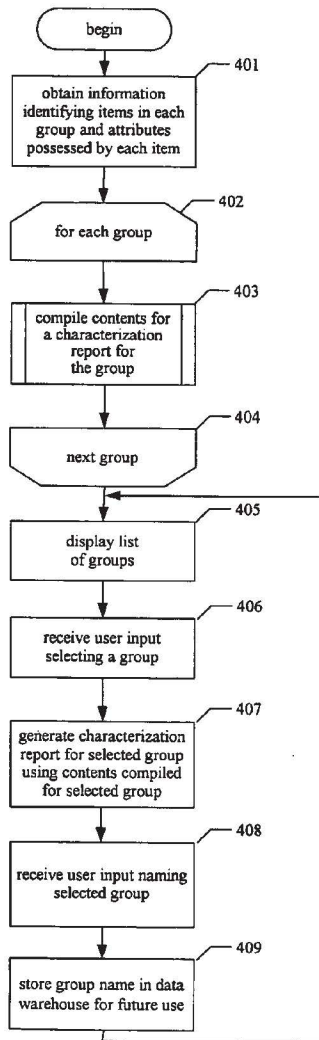 begin
401
obtain information
identifying items in each
group and attributes
possessed by each item
402
for each group
403
compile contents for
a characterization
report for
the group
404
next group
405
display list
of groups
406
receive user input
selecting a group
407
generate characterization
report for selected group
using contents compiled
for selected group
408
receive user input naming
selected group
409
store group name in data
warehouse for future use